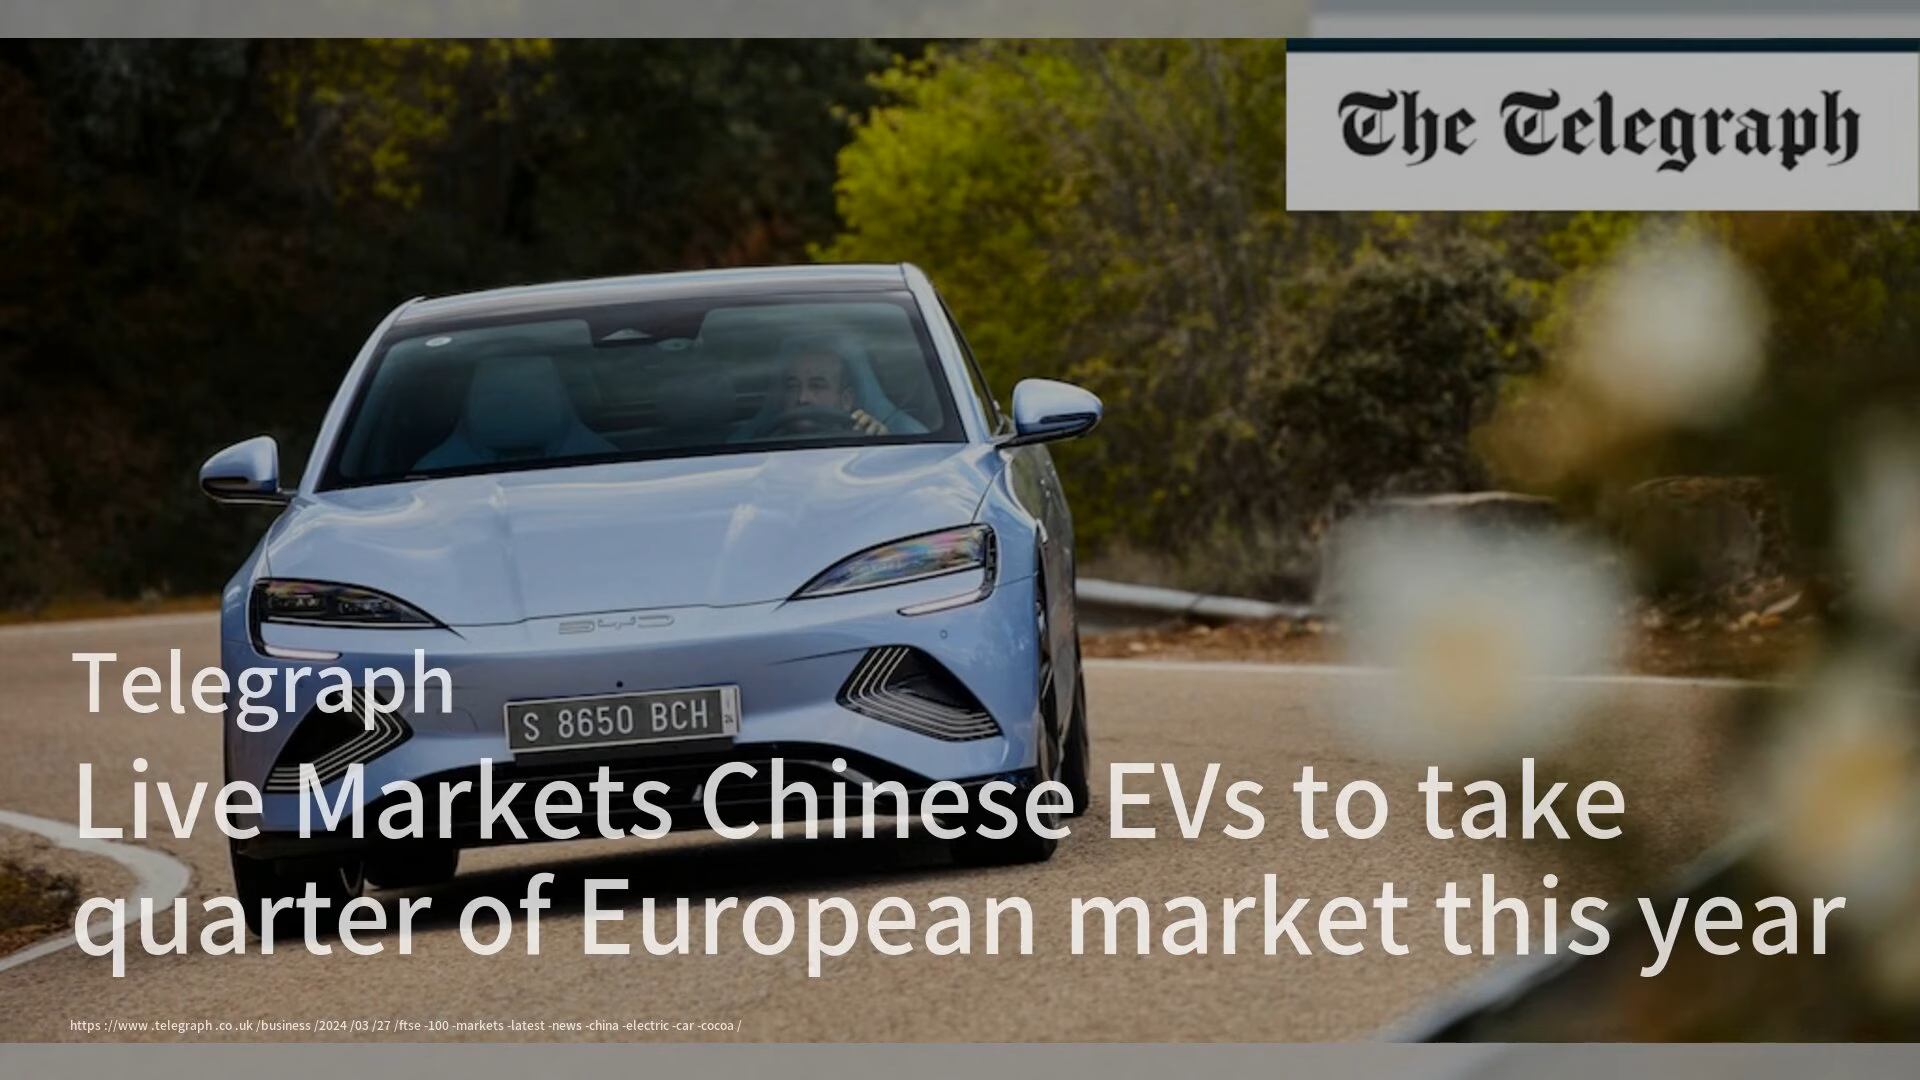 The Telegraph
BYD
Telegraph
S 8650 BCH
Live Markets Chinese EVs to take
quarter of European market this year
https ://www .telegraph .co .uk /business /2024 /03 /27 /ftse -100 -markets -latest -news -china -electric -car -cocoa /